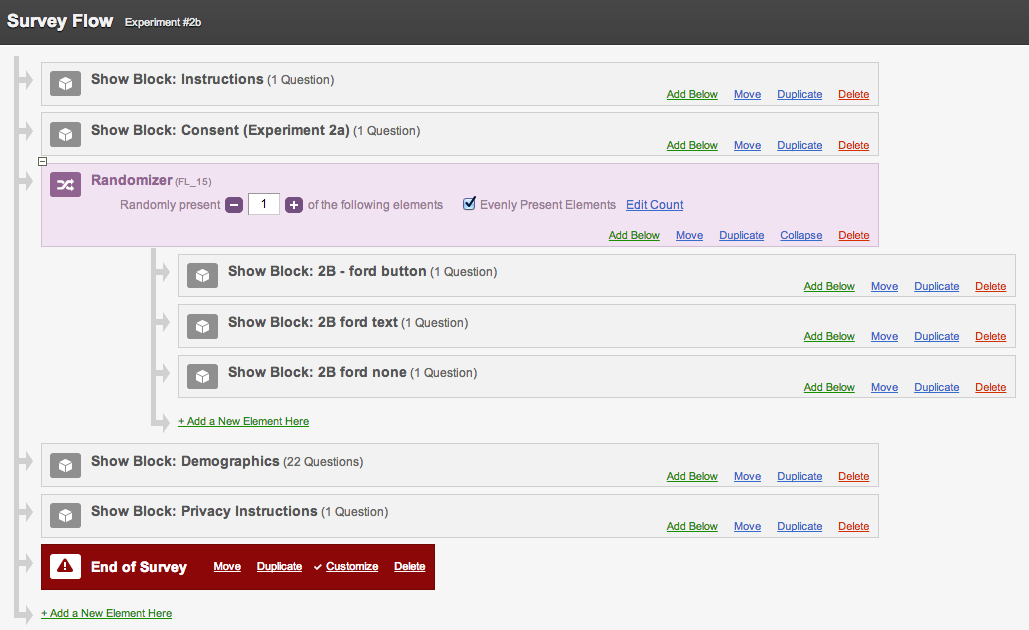 Survey Flow Experiment #2b
Show Block: Instructions (1 Question)
Add Below Move Duplicate Delete
Show Block: Consent (Experiment 2a) (1 Question)
Add Below Move Duplicate Delete
Randomizer (FL_15)
Randomly present 1 of the following elements Evenly Present Elements Edit Count
Add Below Move Duplicate Collapse Delete
Show Block: 2B - ford button (1 Question)
Add Below Move Duplicate Delete
Show Block: 2B ford text (1 Question)
Add Below Move Duplicate Delete
Show Block: 2B ford none (1 Question)
Add Below Move Duplicate Delete
+ Add a New Element Here
Show Block: Demographics (22 Questions)
Add Below Move Duplicate Delete
Show Block: Privacy Instructions (1 Question)
Add Below Move Duplicate Delete
End of Survey Move Duplicate Customize Delete
+ Add a New Element Here